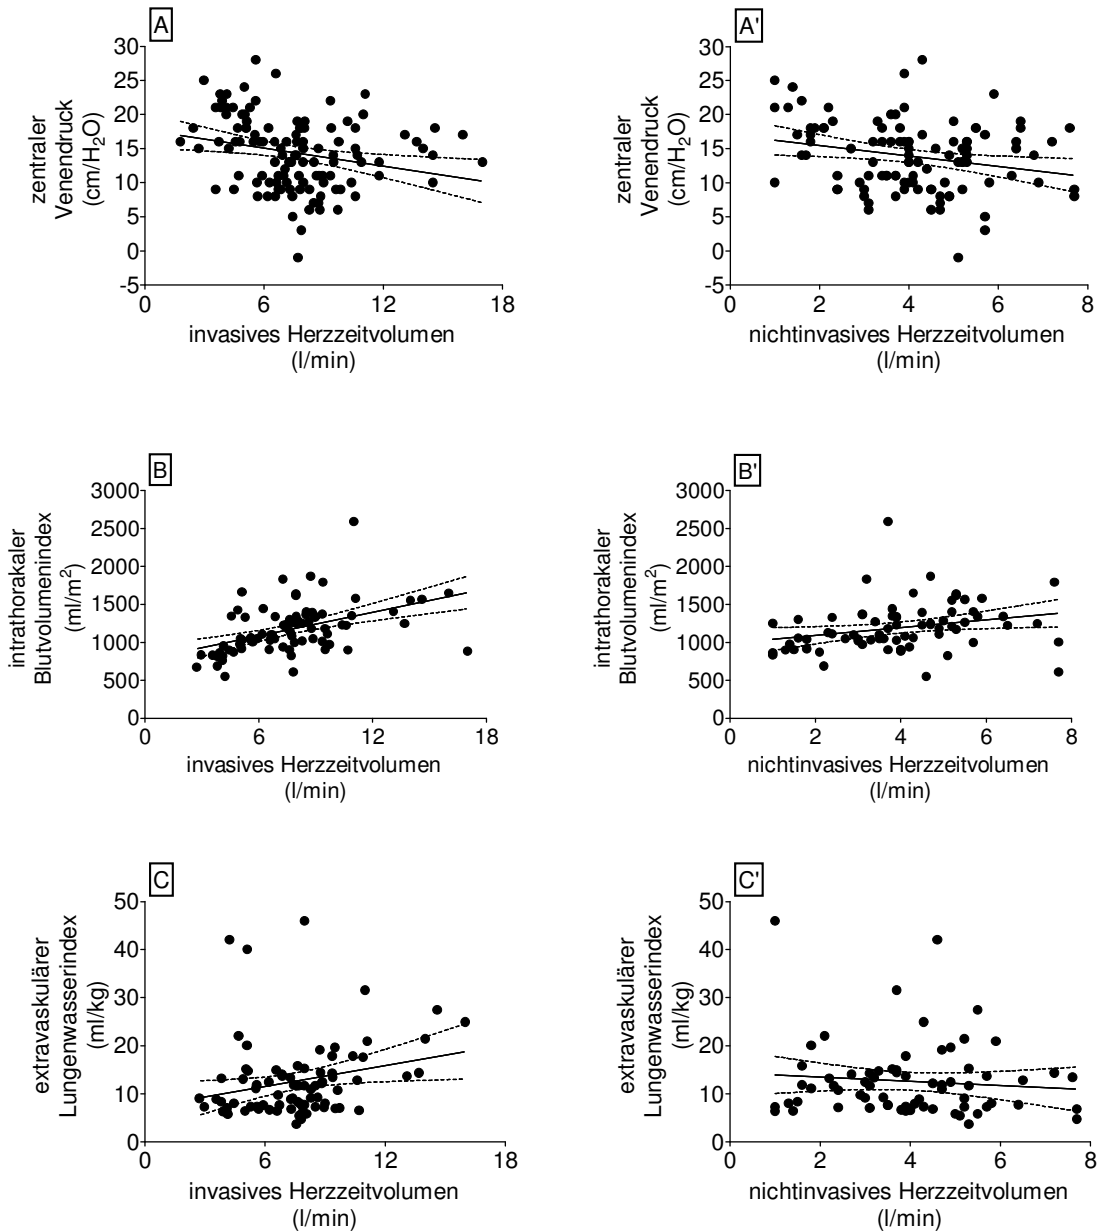 A
30
25
20
15
10
5
0
-5
zentraler
Venendruck
(cm/H2O)
0 6 12 18
invasives Herzzeitvolumen
(l/min)
A'
30
25
20
15
10
5
0
-5
zentraler
Venendruck
(cm/H2O)
0 2 4 6 8
nichtinvasives Herzzeitvolumen
(l/min)
B
3000
2500
2000
1500
1000
500
0
intrathorakaler
Blutvolumenindex
(ml/m²)
0 6 12 18
invasives Herzzeitvolumen
(l/min)
B'
3000
2500
2000
1500
1000
500
0
intrathorakaler
Blutvolumenindex
(ml/m²)
0 2 4 6 8
nichtinvasives Herzzeitvolumen
(l/min)
C
50
40
30
20
10
0
extravaskulärer
Lungenwasserindex
(ml/kg)
0 6 12 18
invasives Herzzeitvolumen
(l/min)
C'
50
40
30
20
10
0
extravaskulärer
Lungenwasserindex
(ml/kg)
0 2 4 6 8
nichtinvasives Herzzeitvolumen
(l/min)